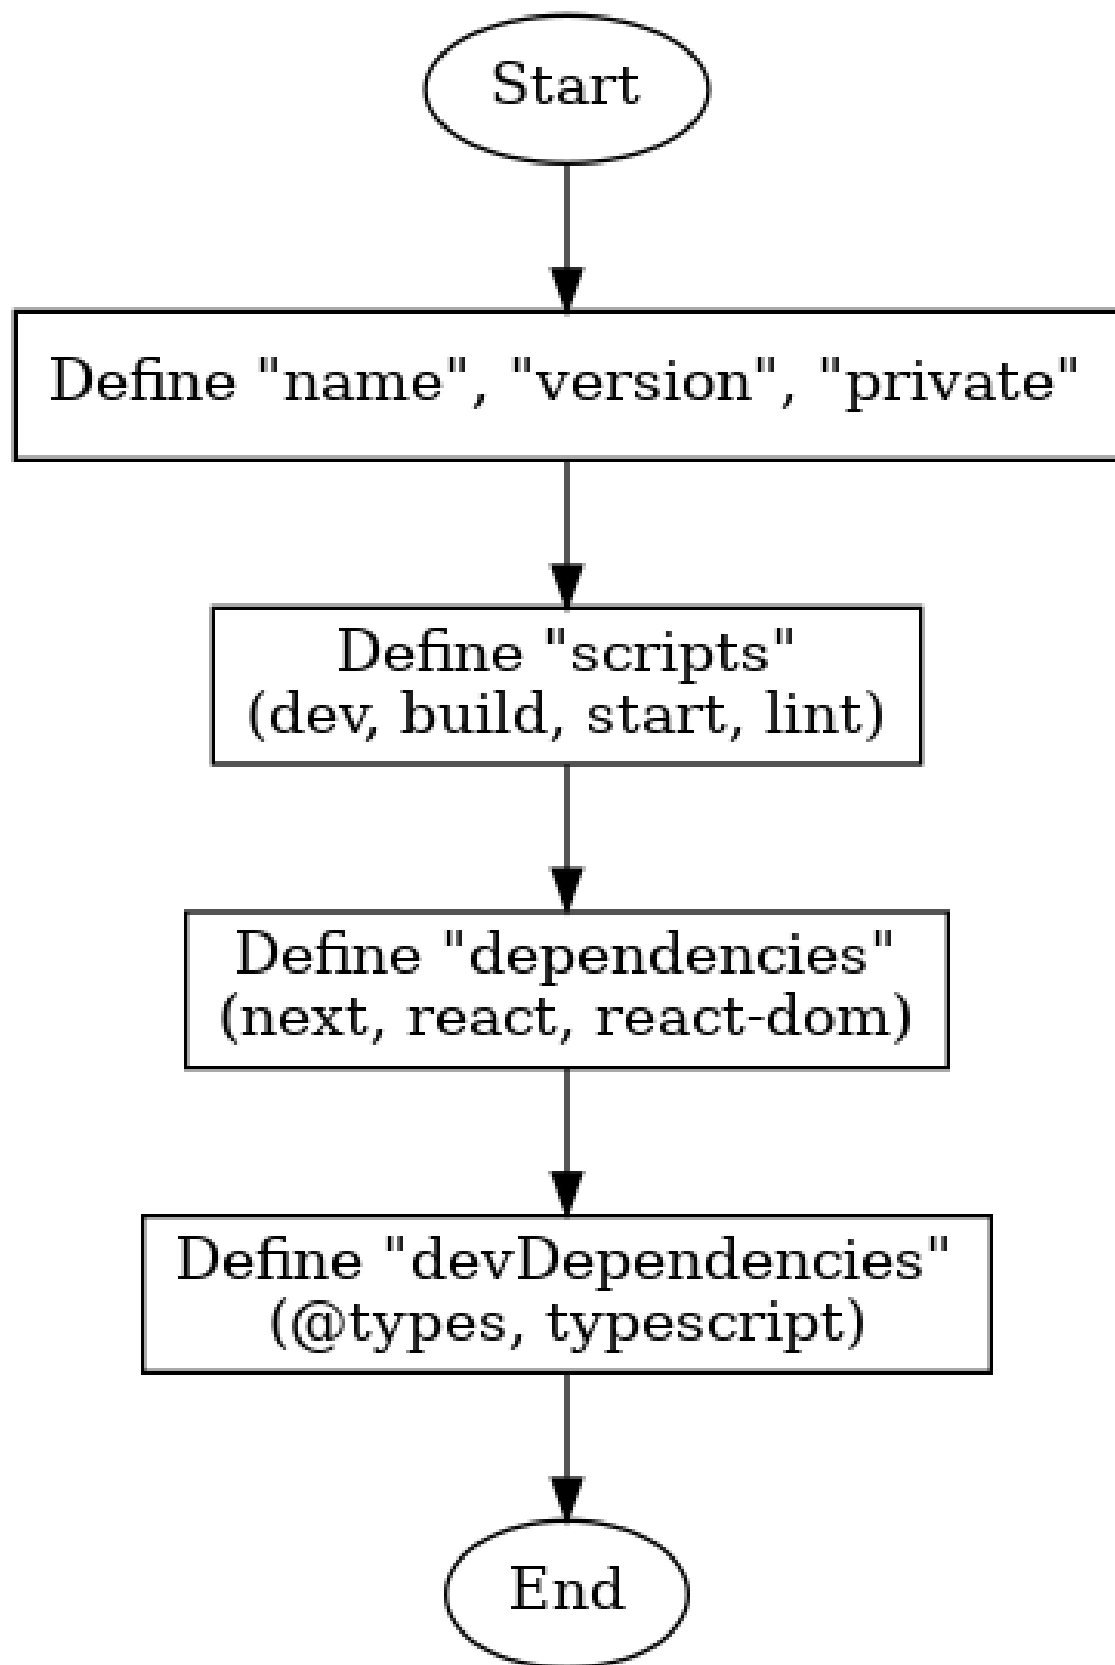 Start
Define "name", "version", "private"
Define "scripts"
(dev, build, start, lint)
Define "dependencies"
(next, react, react-dom)
Define "devDependencies"
(@types, typescript)
End